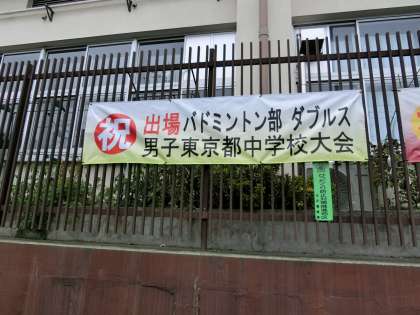 祝
出場 バドミントン部 ダブルス
男子東京都中学校大会